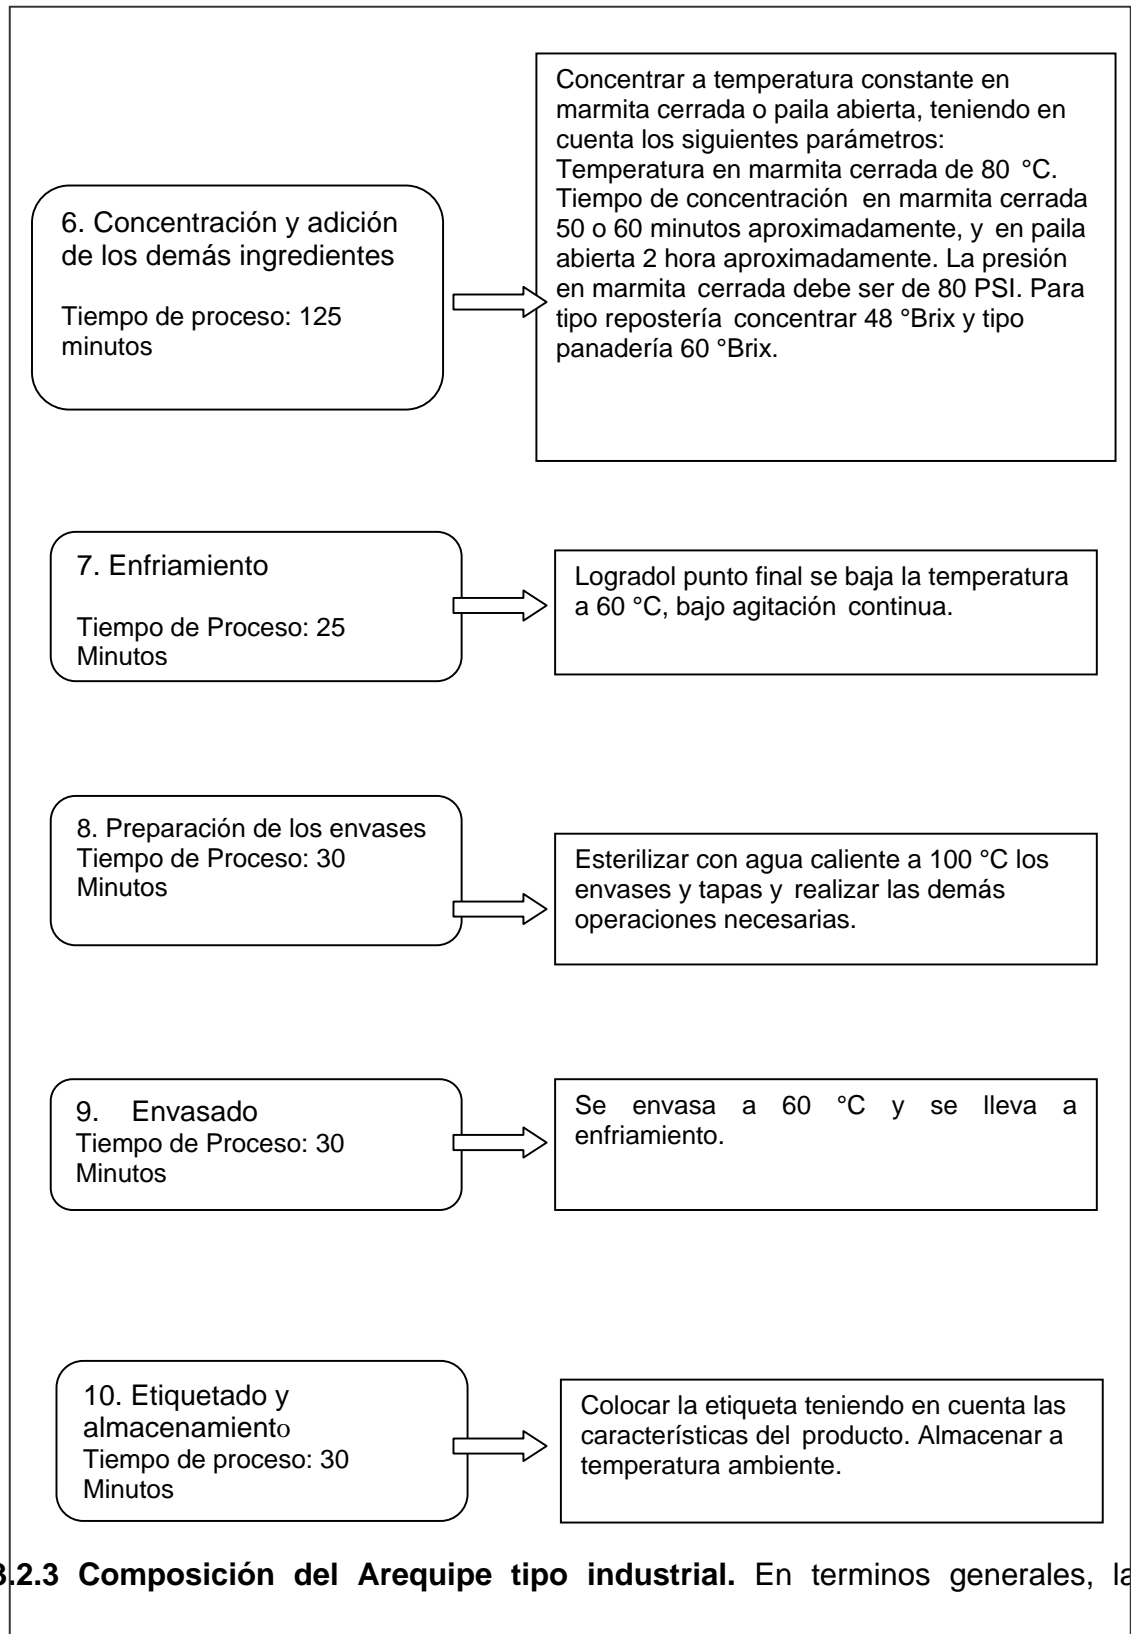 6. Concentración y adición
de los demás ingredientes
Tiempo de proceso: 125
minutos
Concentrar a temperatura constante en
marmita cerrada o paila abierta, teniendo en
cuenta los siguientes parámetros:
Temperatura en marmita cerrada de 80 °C.
Tiempo de concentración en marmita cerrada
50 o 60 minutos aproximadamente, y en paila
abierta 2 hora aproximadamente. La presión
en marmita cerrada debe ser de 80 PSI. Para
tipo repostería concentrar 48 °Brix y tipo
panadería 60 °Brix.
7. Enfriamiento
Tiempo de Proceso: 25
Minutos
Logradol punto final se baja la temperatura
a 60 °C, bajo agitación continua.
8. Preparación de los envases
Tiempo de Proceso: 30
Minutos
Esterilizar con agua caliente a 100 °C los
envases y tapas y realizar las demás
operaciones necesarias.
9. Envasado
Tiempo de Proceso: 30
Minutos
Se envasa a 60 °C y se lleva a
enfriamiento.
10. Etiquetado y
almacenamiento
Tiempo de proceso: 30
Minutos
Colocar la etiqueta teniendo en cuenta las
características del producto. Almacenar a
temperatura ambiente.
3.2.3 Composición del Arequipe tipo industrial. En terminos generales, la